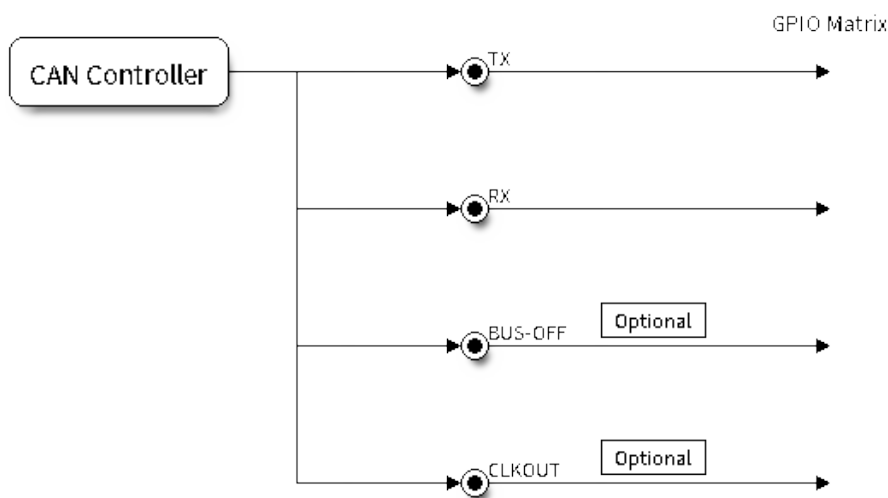 GPIO Matrix
CAN Controller
TX
RX
BUS-OFF
Optional
CLKOUT
Optional